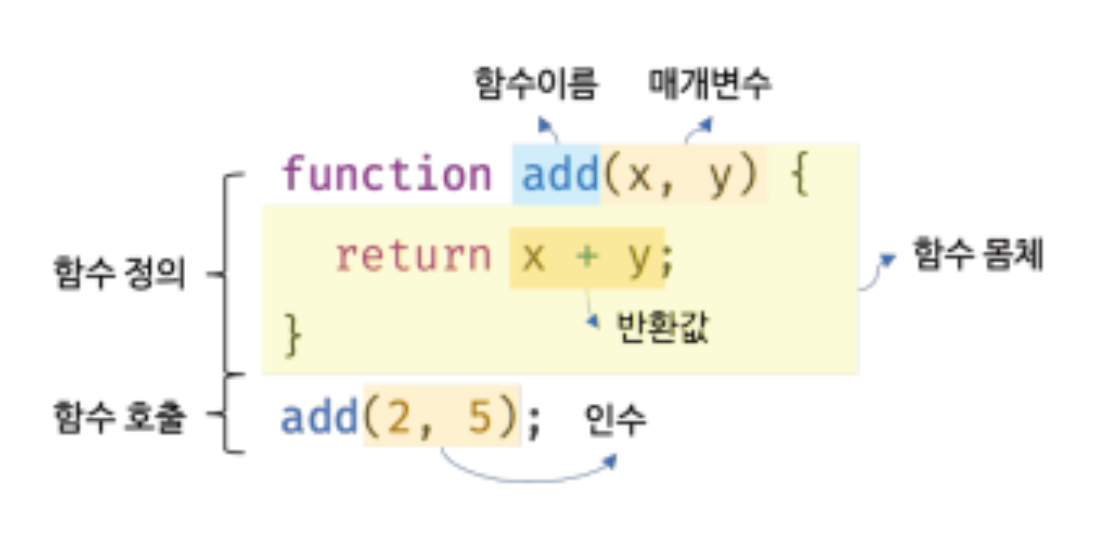 함수이름 매개변수
function add(x, y) {
함수 정의 return x + y; 함수 몸체
} 반환값
함수 호출 add(2, 5); 인수